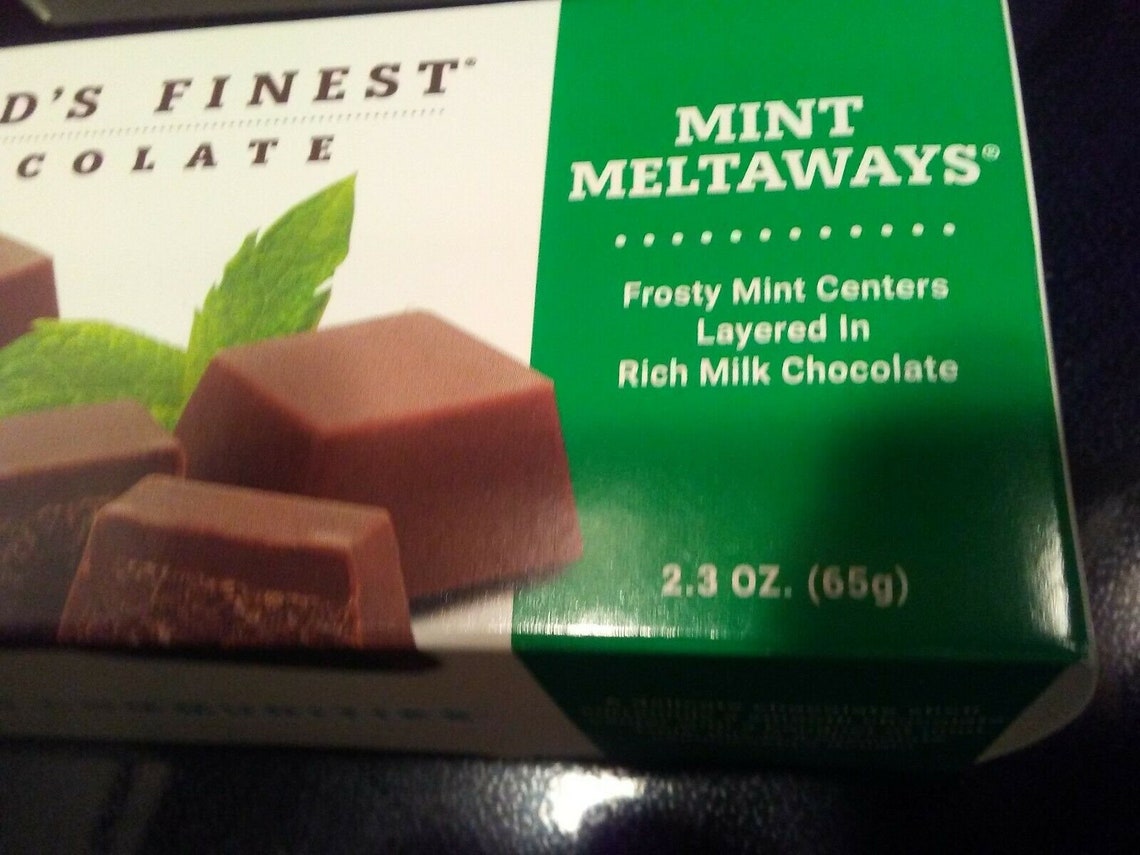 D'S FINEST®
COLATE
MINT
MELTAWAYS®
Frosty Mint Centers
Layered In
Rich Milk Chocolate
2.3 OZ. (65g)